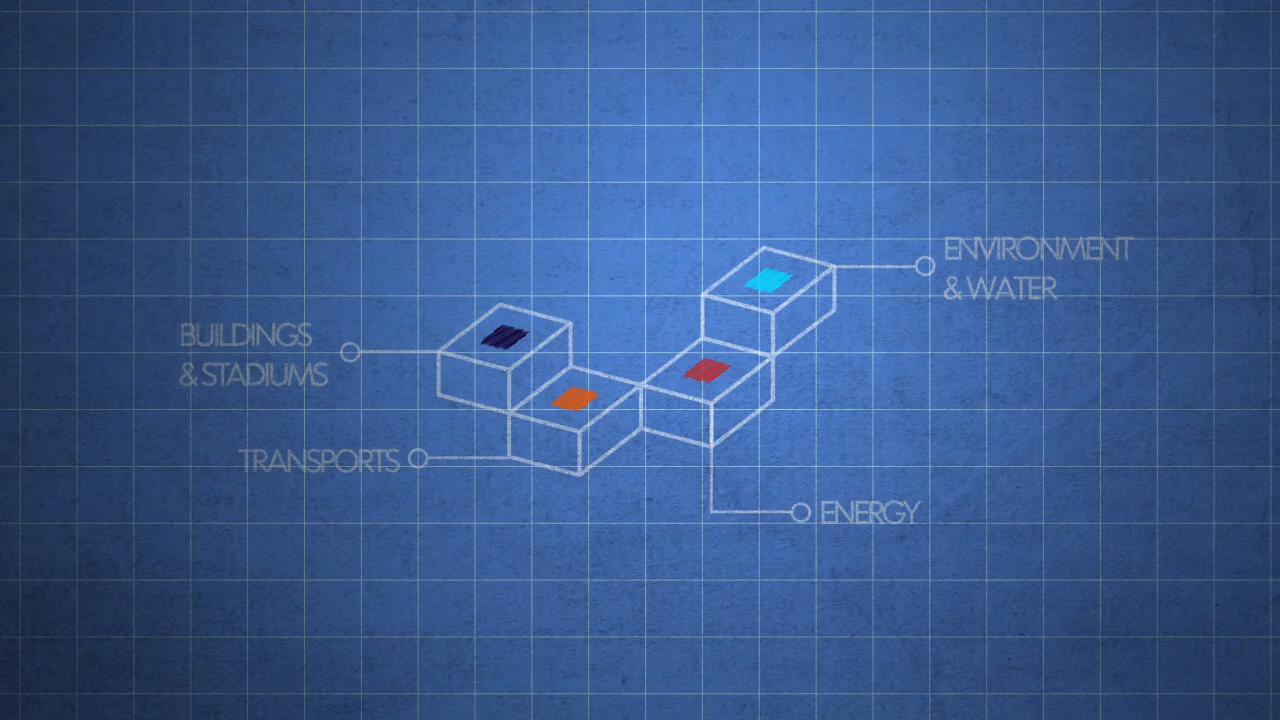 ENVIRONMENT
& WATER
BUILDINGS
& STADIUMS
TRANSPORTS
ENERGY